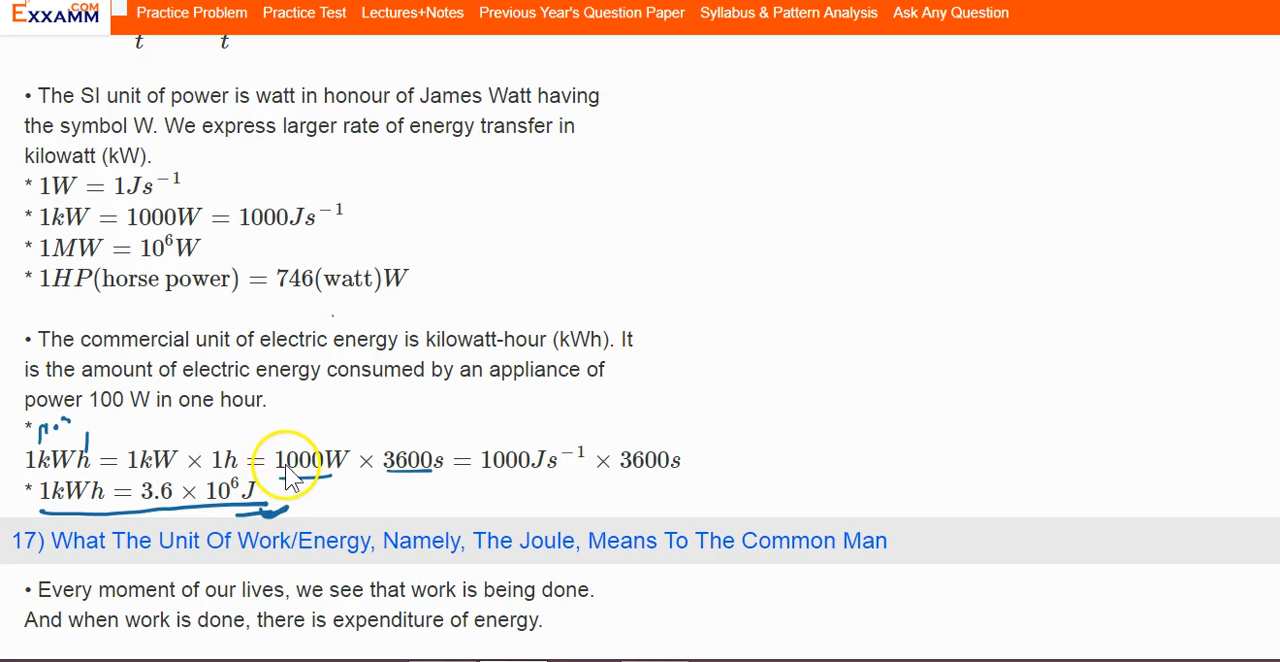 EXXAMM .COM
Practice Problem Practice Test Lectures+Notes Previous Year's Question Paper Syllabus & Pattern Analysis Ask Any Question
t t
• The SI unit of power is watt in honour of James Watt having
the symbol W. We express larger rate of energy transfer in
kilowatt (kW).
* 1W = 1Js⁻¹
* 1kW = 1000W = 1000Js⁻¹
* 1MW = 10⁶W
* 1HP(horse power) = 746(watt)W
• The commercial unit of electric energy is kilowatt-hour (kWh). It
is the amount of electric energy consumed by an appliance of
power 100 W in one hour.
*
1kWh = 1kW × 1h = 1000W × 3600s = 1000Js⁻¹ × 3600s
* 1kWh = 3.6 × 10⁶J
17) What The Unit Of Work/Energy, Namely, The Joule, Means To The Common Man
• Every moment of our lives, we see that work is being done.
And when work is done, there is expenditure of energy.